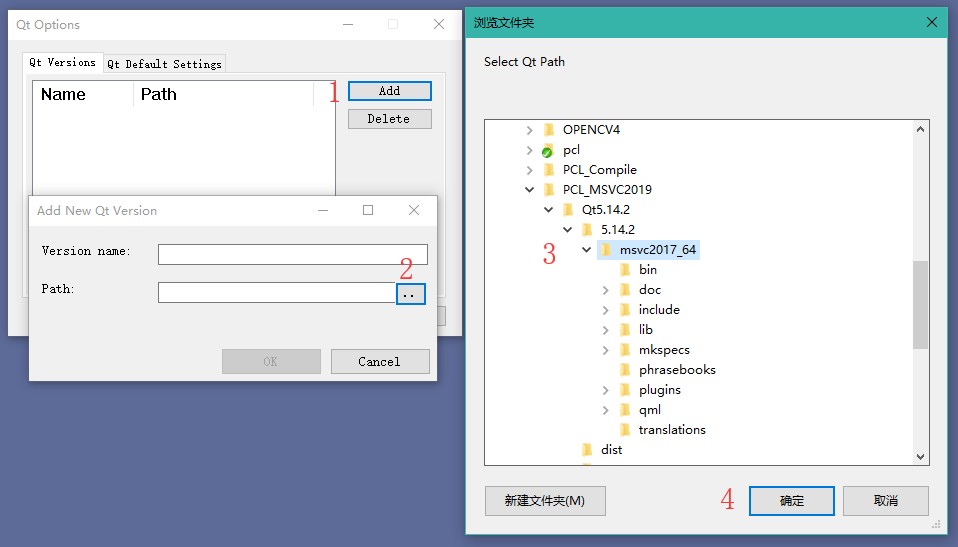 Qt Options
Qt Versions Qt Default Settings
Name Path
1 Add
Delete
Add New Qt Version
Version name:
2
Path: ..
OK Cancel
浏览文件夹
Select Qt Path
OPENCV4
pcl
PCL_Compile
PCL_MSVC2019
Qt5.14.2
5.14.2
3 msvc2017_64
bin
doc
include
lib
mkspecs
phrasebooks
plugins
qml
translations
dist
新建文件夹(M) 4 确定 取消